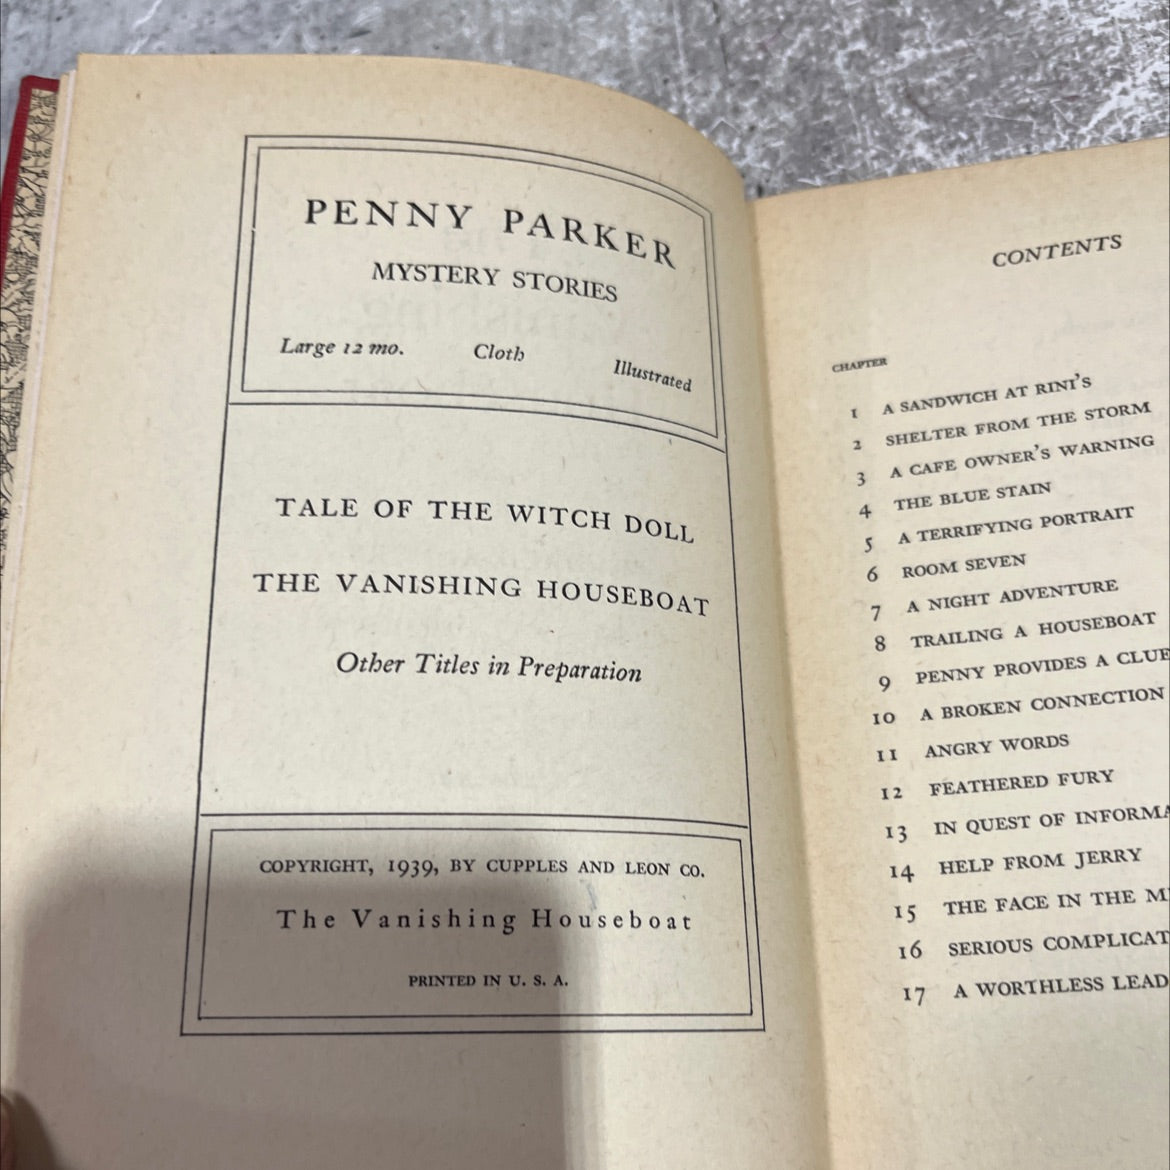 PENNY PARKER
MYSTERY STORIES
Large 12 mo. Cloth Illustrated
TALE OF THE WITCH DOLL
THE VANISHING HOUSEBOAT
Other Titles in Preparation
COPYRIGHT, 1939, BY CUPPLES AND LEON CO.
The Vanishing Houseboat
PRINTED IN U. S. A.
CONTENTS
CHAPTER
1 A SANDWICH AT RINI'S
2 SHELTER FROM THE STORM
3 A CAFE OWNER'S WARNING
4 THE BLUE STAIN
5 A TERRIFYING PORTRAIT
6 ROOM SEVEN
7 A NIGHT ADVENTURE
8 TRAILING A HOUSEBOAT
9 PENNY PROVIDES A CLUE
10 A BROKEN CONNECTION
11 ANGRY WORDS
12 FEATHERED FURY
13 IN QUEST OF INFORMA
14 HELP FROM JERRY
15 THE FACE IN THE M
16 SERIOUS COMPLICAT
17 A WORTHLESS LEAD